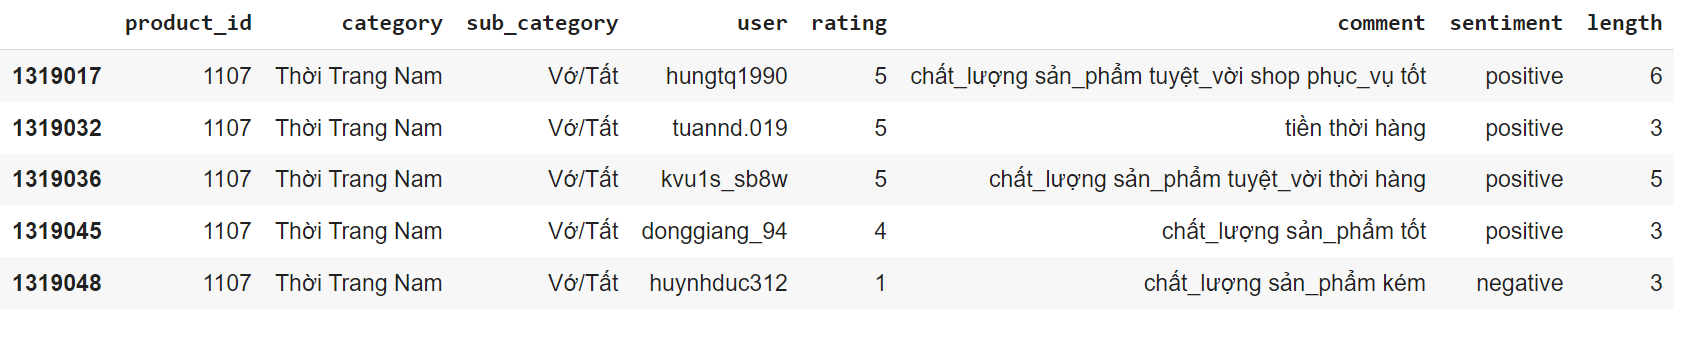 product_id category sub_category user rating comment sentiment length
1319017 1107 Thời Trang Nam Vớ/Tất hungtq1990 5 chất_lượng sản_phẩm tuyệt_vời shop phục_vụ tốt positive 6
1319032 1107 Thời Trang Nam Vớ/Tất tuannd.019 5 tiền thời hàng positive 3
1319036 1107 Thời Trang Nam Vớ/Tất kvu1s_sb8w 5 chất_lượng sản_phẩm tuyệt_vời thời hàng positive 5
1319045 1107 Thời Trang Nam Vớ/Tất donggiang_94 4 chất_lượng sản_phẩm tốt positive 3
1319048 1107 Thời Trang Nam Vớ/Tất huynhduc312 1 chất_lượng sản_phẩm kém negative 3